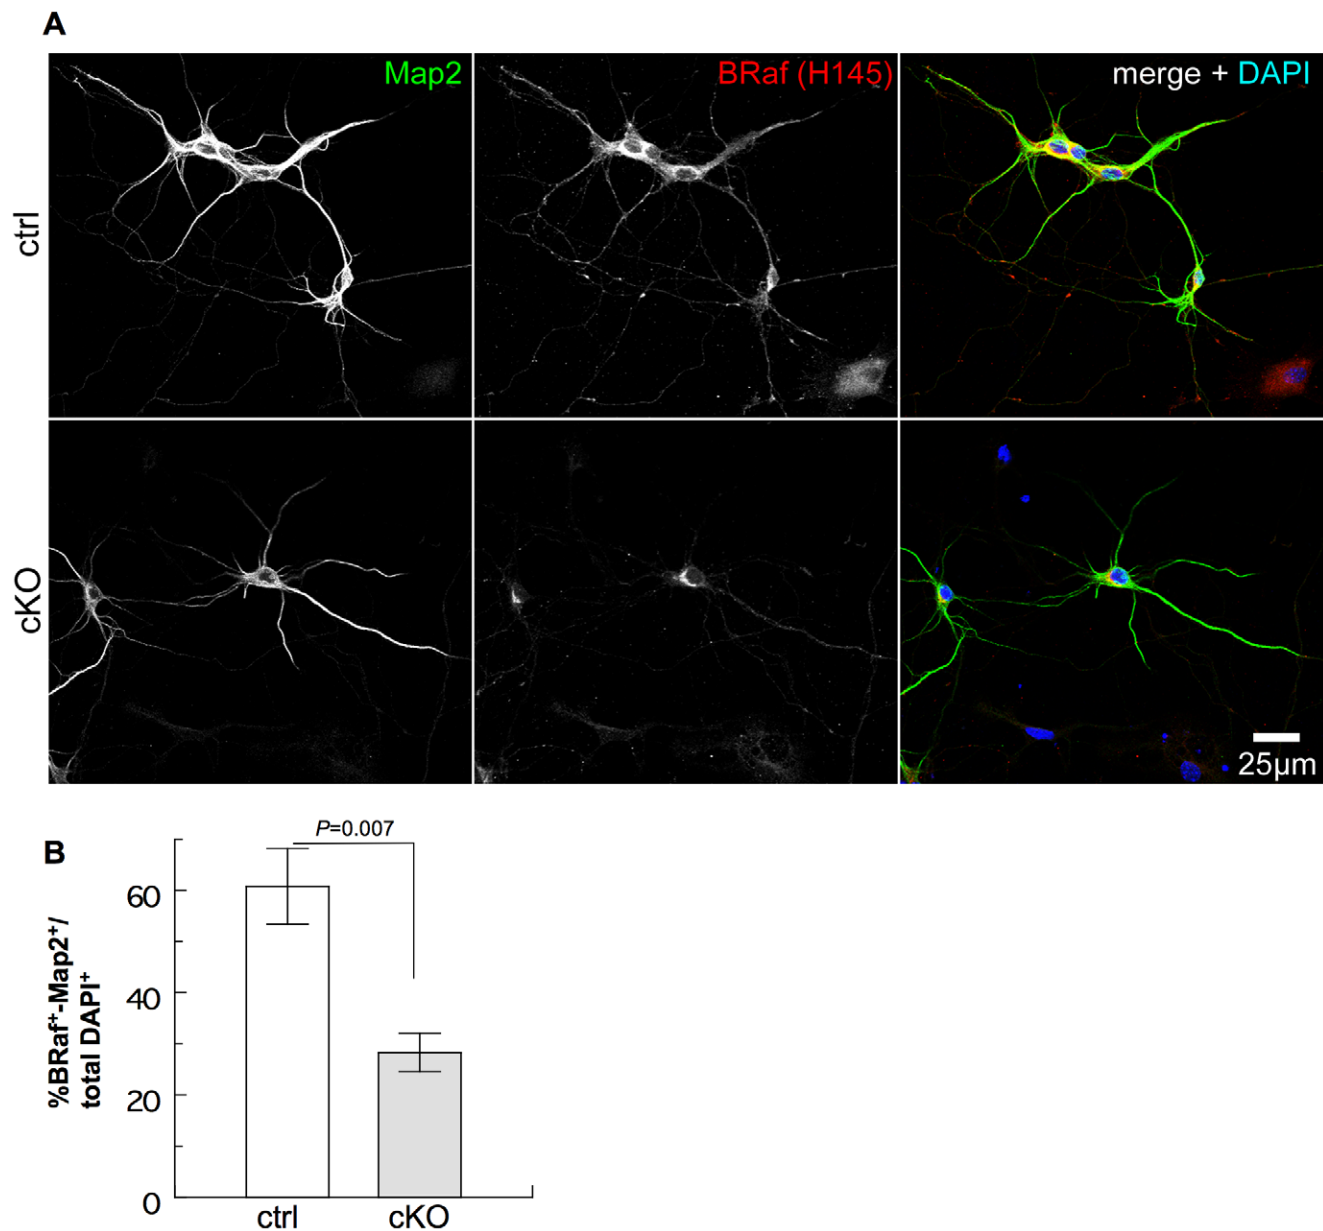 A
Map2
BRaf (H145)
merge + DAPI
ctrl
cKO
25µm
B
P=0.007
%BRaf⁺-Map2⁺/
total DAPI⁺
60
40
20
0
ctrl
cKO